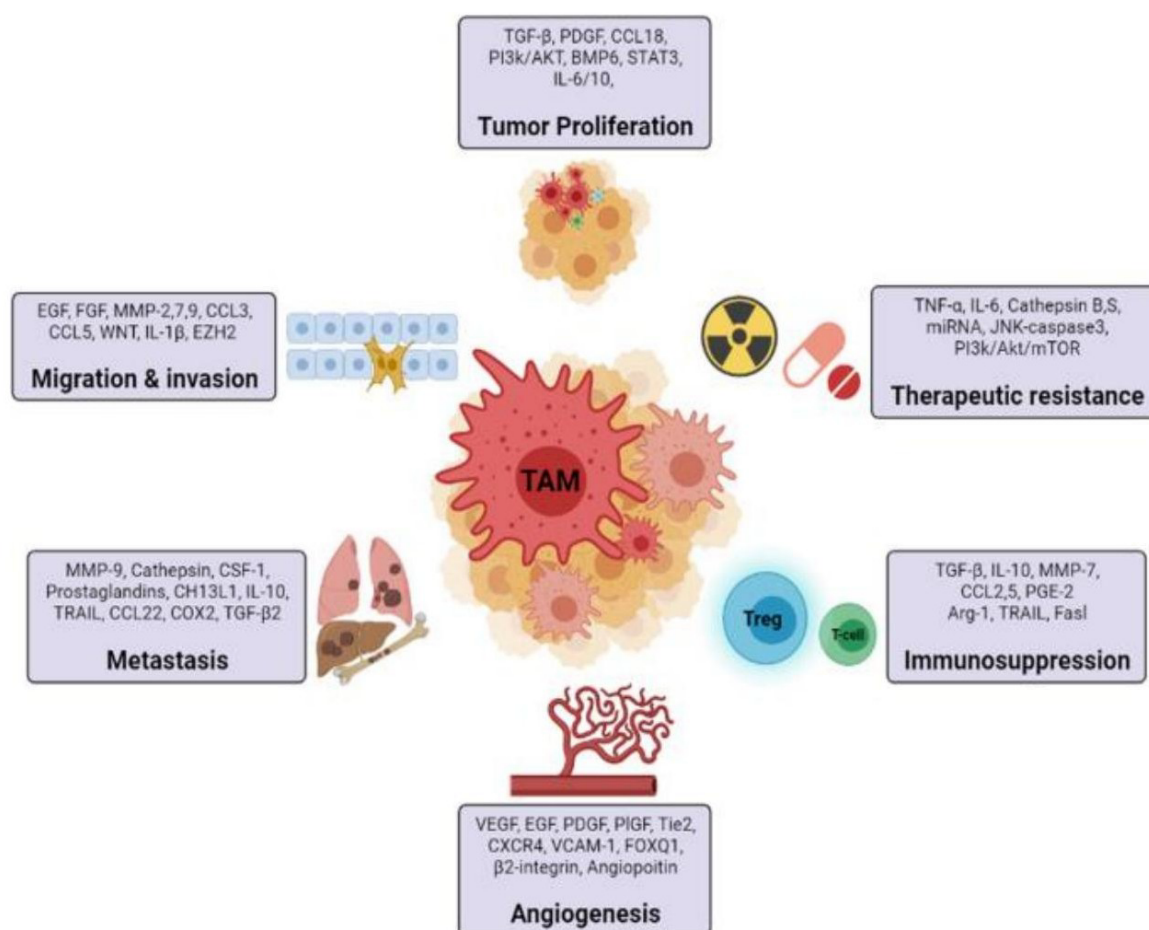 TGF-β, PDGF, CCL18,
PI3k/AKT, BMP6, STAT3,
IL-6/10,
Tumor Proliferation
EGF, FGF, MMP-2,7,9, CCL3,
CCL5, WNT, IL-1β, EZH2
Migration & invasion
TNF-α, IL-6, Cathepsin B,S,
miRNA, JNK-caspase3,
PI3k/Akt/mTOR
Therapeutic resistance
TAM
MMP-9, Cathepsin, CSF-1,
Prostaglandins, CH13L1, IL-10,
TRAIL, CCL22, COX2, TGF-β2
Metastasis
Treg
T-cell
TGF-β, IL-10, MMP-7,
CCL2,5, PGE-2
Arg-1, TRAIL, Fasl
Immunosuppression
VEGF, EGF, PDGF, PlGF, Tie2,
CXCR4, VCAM-1, FOXQ1,
β2-integrin, Angiopoitin
Angiogenesis